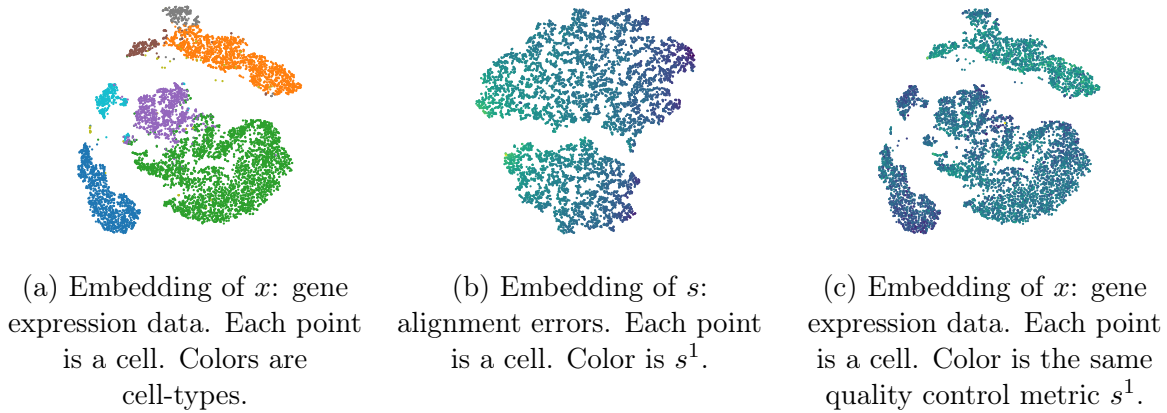 (a) Embedding of x: gene
expression data. Each point
is a cell. Colors are
cell-types.
(b) Embedding of s:
alignment errors. Each point
is a cell. Color is s¹.
(c) Embedding of x: gene
expression data. Each point
is a cell. Color is the same
quality control metric s¹.